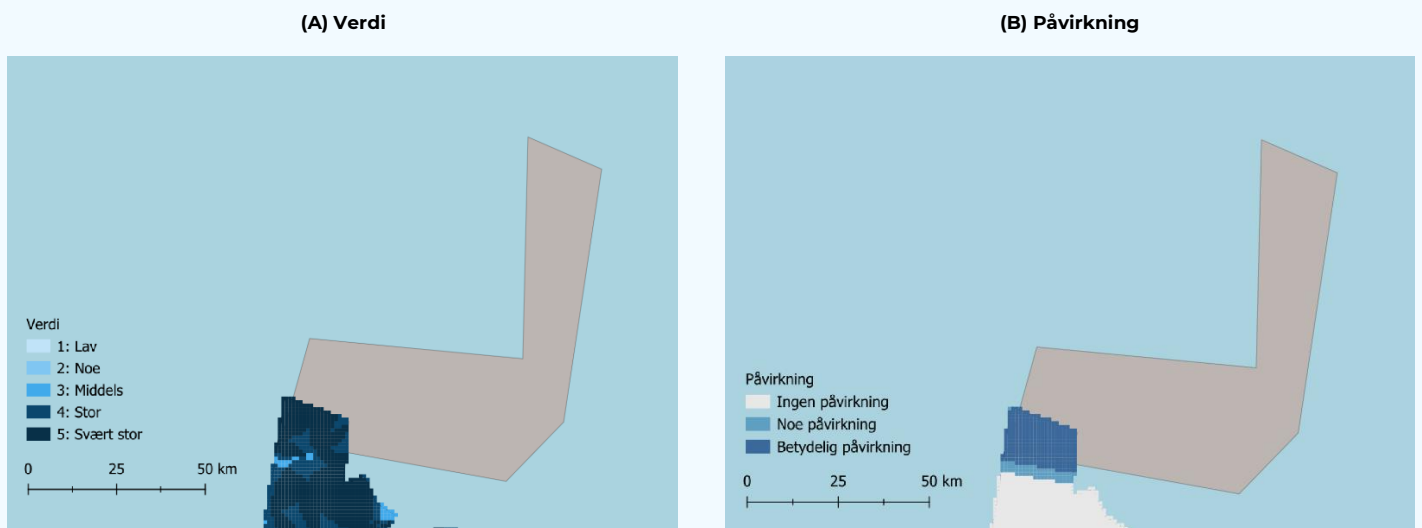 (A) Verdi
Verdi
1: Lav
2: Noe
3: Middels
4: Stor
5: Svært stor
0 25 50 km
(B) Påvirkning
Påvirkning
Ingen påvirkning
Noe påvirkning
Betydelig påvirkning
0 25 50 km